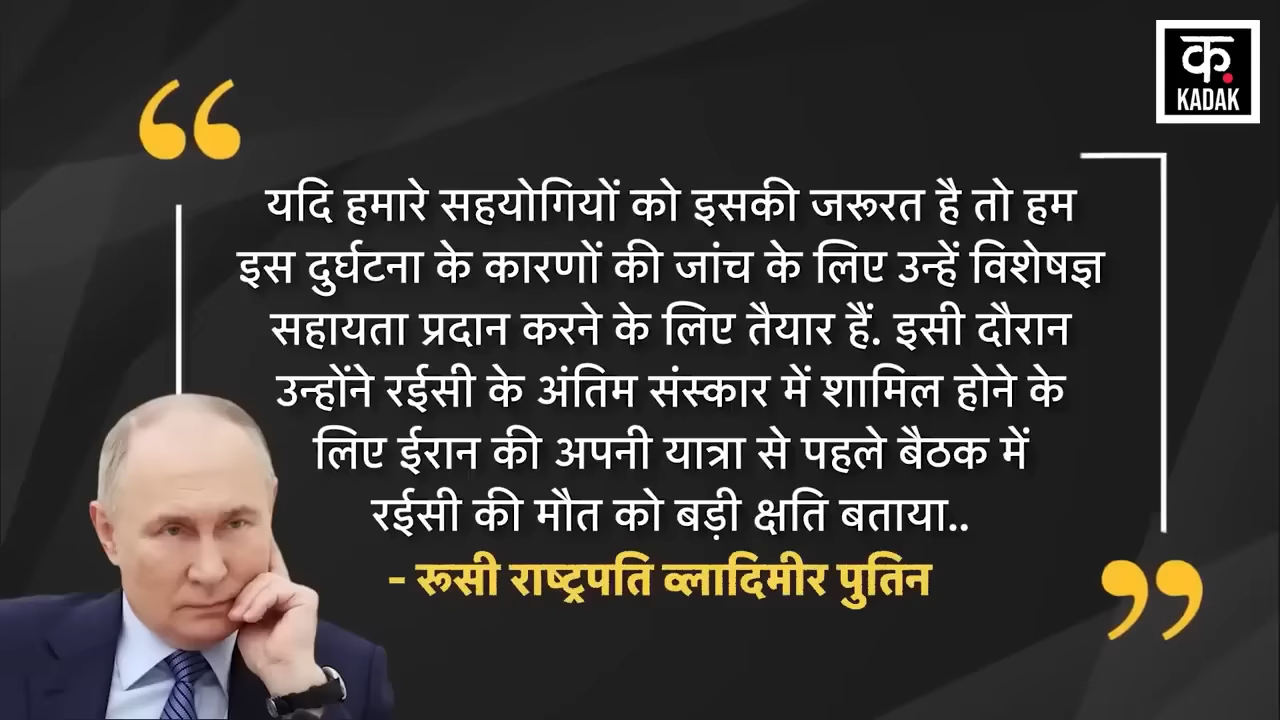 क.
KADAK
“
यदि हमारे सहयोगियों को इसकी जरूरत है तो हम
इस दुर्घटना के कारणों की जांच के लिए उन्हें विशेषज्ञ
सहायता प्रदान करने के लिए तैयार हैं. इसी दौरान
उन्होंने रईसी के अंतिम संस्कार में शामिल होने के
लिए ईरान की अपनी यात्रा से पहले बैठक में
रईसी की मौत को बड़ी क्षति बताया..
- रूसी राष्ट्रपति व्लादिमीर पुतिन
”